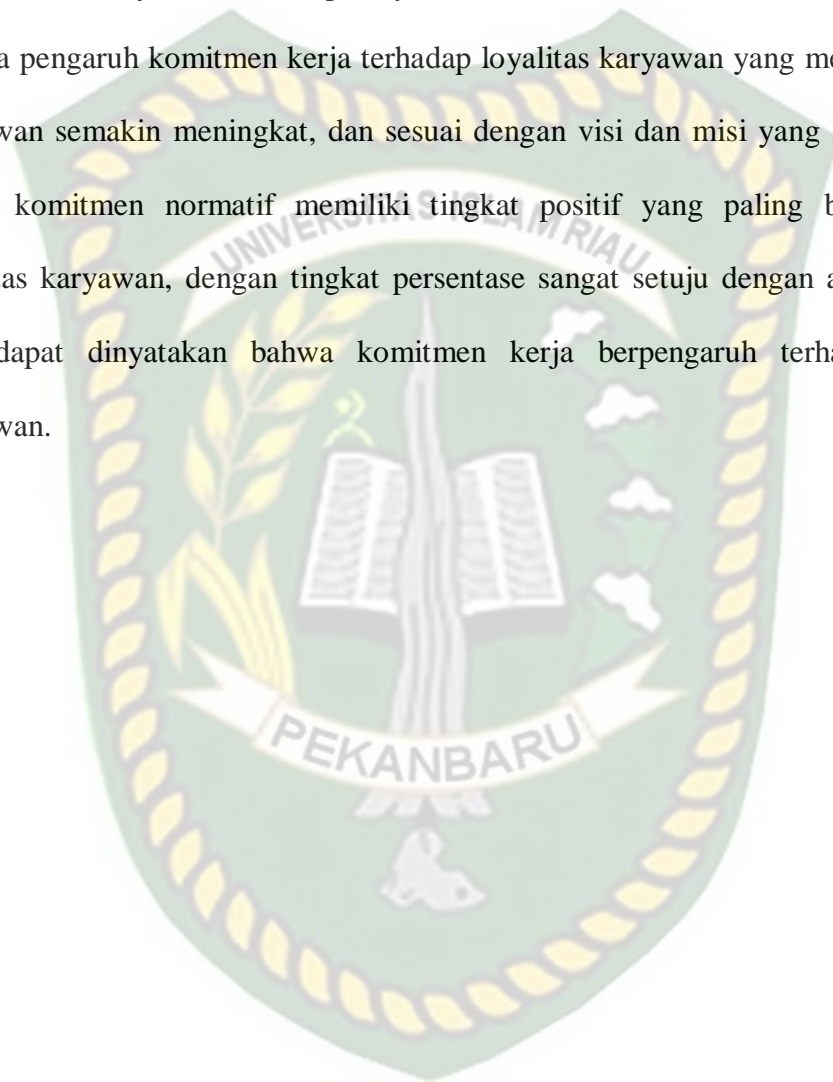 a pengaruh komitmen kerja terhadap loyalitas karyawan yang me
wan semakin meningkat, dan sesuai dengan visi dan misi yang
komitmen normatif memiliki tingkat positif yang paling b
as karyawan, dengan tingkat persentase sangat setuju dengan a
dapat dinyatakan bahwa komitmen kerja berpengaruh terha
wan.
UNIVERSITAS ISLAM RIAU
PEKANBARU